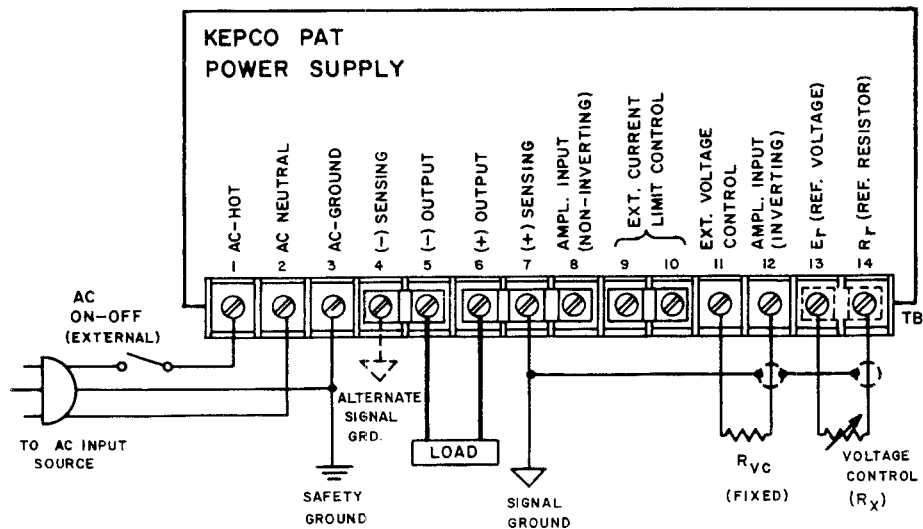 KEPCO PAT
POWER SUPPLY
AC-HOT
AC NEUTRAL
AC-GROUND
(-) SENSING
(-) OUTPUT
(+) OUTPUT
(+) SENSING
AMPL. INPUT
(NON-INVERTING)
EXT. CURRENT
LIMIT CONTROL
EXT. VOLTAGE
CONTROL
AMPL. INPUT
(INVERTING)
Er (REF. VOLTAGE)
Rr (REF. RESISTOR)
1 2 3 4 5 6 7 8 9 10 11 12 13 14
TB
AC
ON-OFF
(EXTERNAL)
TO AC INPUT
SOURCE
SAFETY
GROUND
ALTERNATE
SIGNAL
GRD.
LOAD
SIGNAL
GROUND
RVC
(FIXED)
VOLTAGE
CONTROL
(RX)